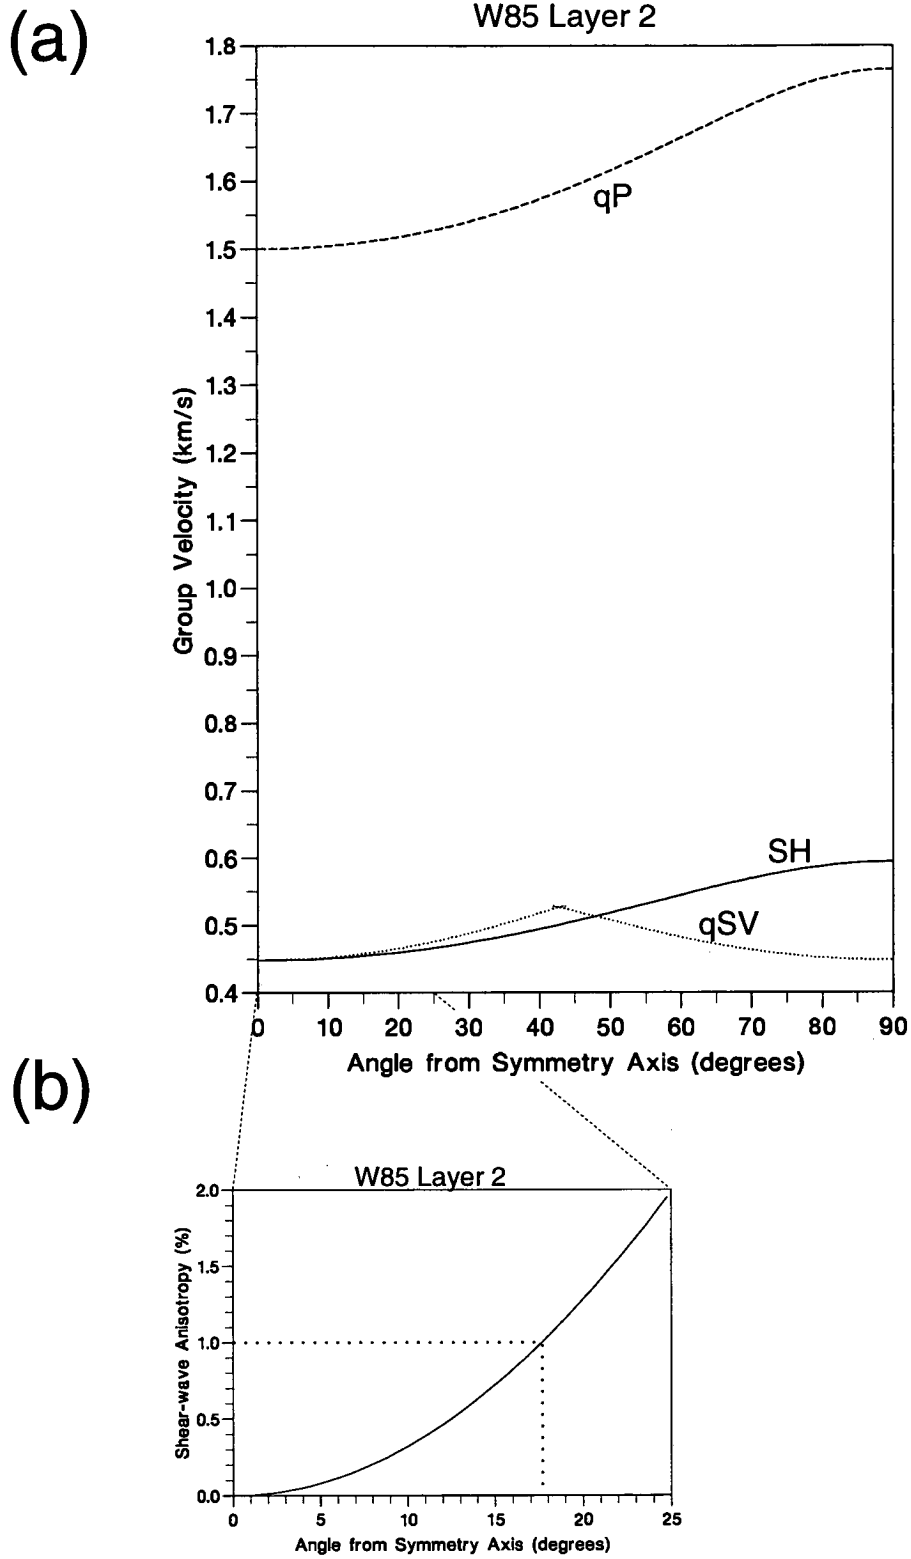 (a)
W85 Layer 2
1.8
1.7
1.6
1.5
1.4
1.3
1.2
1.1
1.0
0.9
0.8
0.7
0.6
0.5
0.4
Group Velocity (km/s)
qP
SH
qSV
0 10 20 30 40 50 60 70 80 90
Angle from Symmetry Axis (degrees)
(b)
W85 Layer 2
2.0
1.5
1.0
0.5
0.0
Shear-wave Anisotropy (%)
0 5 10 15 20 25
Angle from Symmetry Axis (degrees)